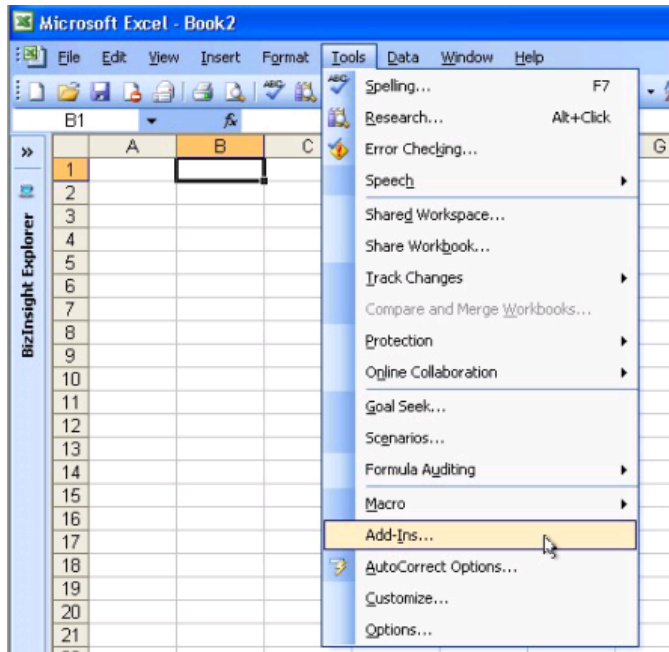 Microsoft Excel - Book2
File Edit View Insert Format Tools Data Window Help
B1 fx
A B C G
BizInsight Explorer
1
2
3
4
5
6
7
8
9
10
11
12
13
14
15
16
17
18
19
20
21
Spelling... F7
Research... Alt+Click
Error Checking...
Speech
Shared Workspace...
Share Workbook...
Track Changes
Compare and Merge Workbooks...
Protection
Online Collaboration
Goal Seek...
Scenarios...
Formula Auditing
Macro
Add-Ins...
AutoCorrect Options...
Customize...
Options...